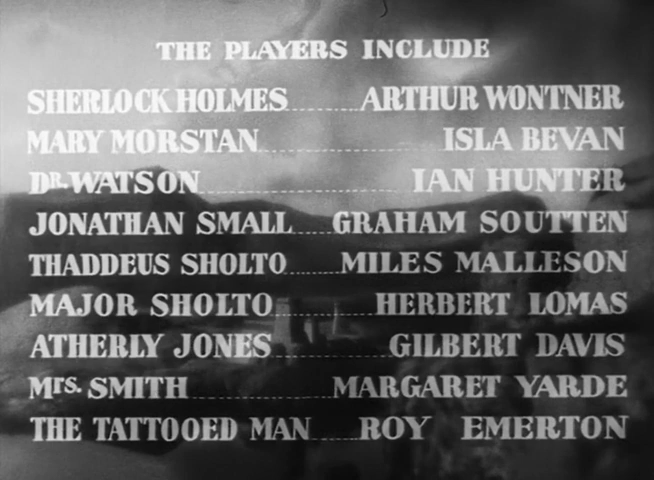 THE PLAYERS INCLUDE
SHERLOCK HOLMES........ARTHUR WONTNER
MARY MORSTAN........ISLA BEVAN
DR. WATSON........IAN HUNTER
JONATHAN SMALL........GRAHAM SOUTTEN
THADDEUS SHOLTO........MILES MALLESON
MAJOR SHOLTO........HERBERT LOMAS
ATHERLY JONES........GILBERT DAVIS
Mrs. SMITH........MARGARET YARDE
THE TATTOOED MAN........ROY EMERTON